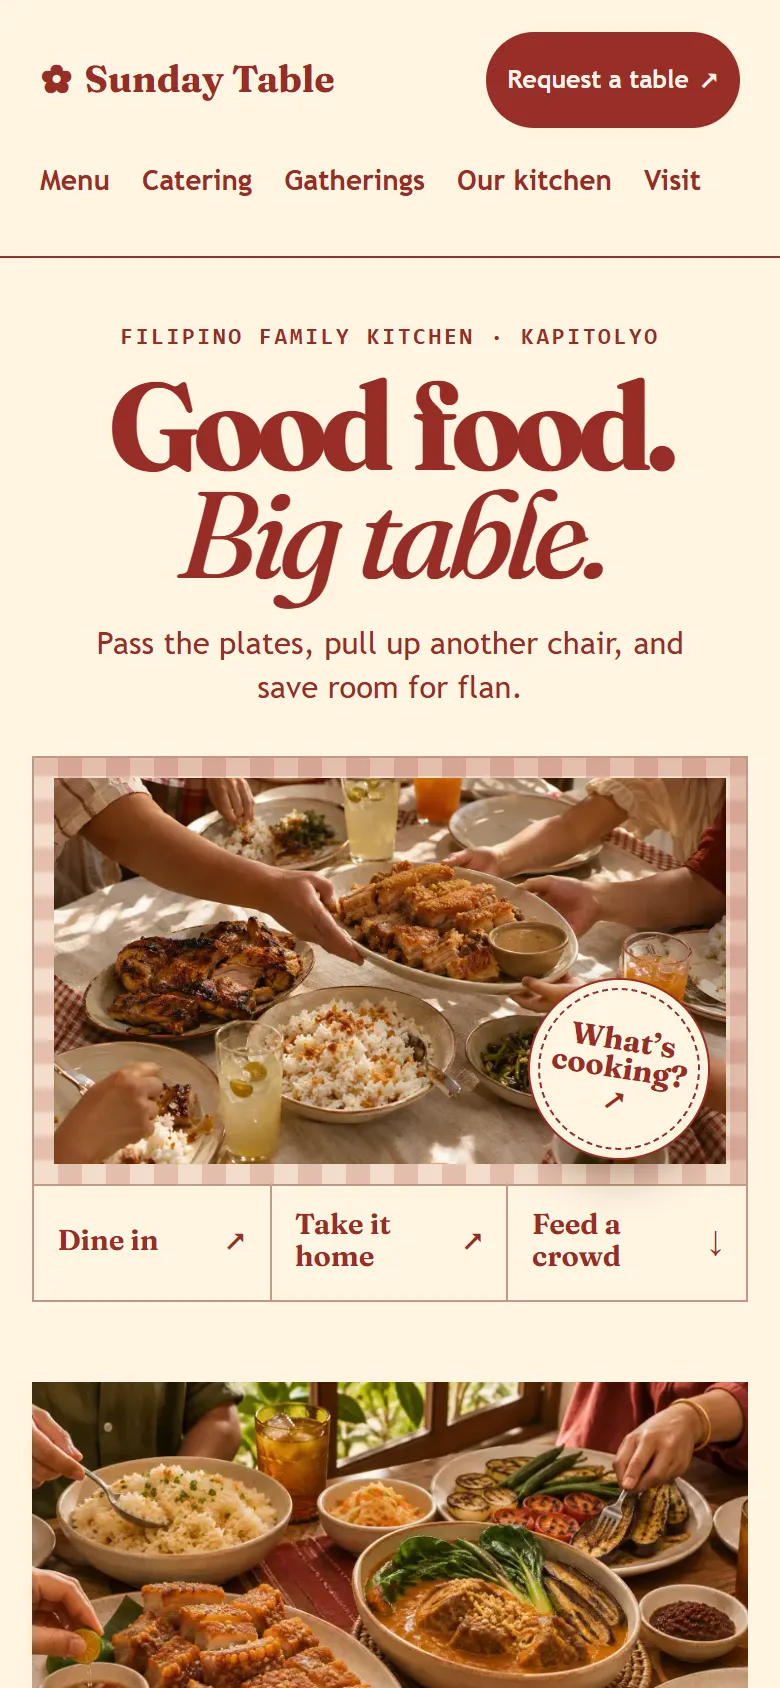 ✿ Sunday Table
Request a table ↗
Menu Catering Gatherings Our kitchen Visit
FILIPINO FAMILY KITCHEN · KAPITOLYO
Good food.
Big table.
Pass the plates, pull up another chair, and
save room for flan.
What's
cooking?
↗
Dine in ↗
Take it
home ↗
Feed a
crowd ↓